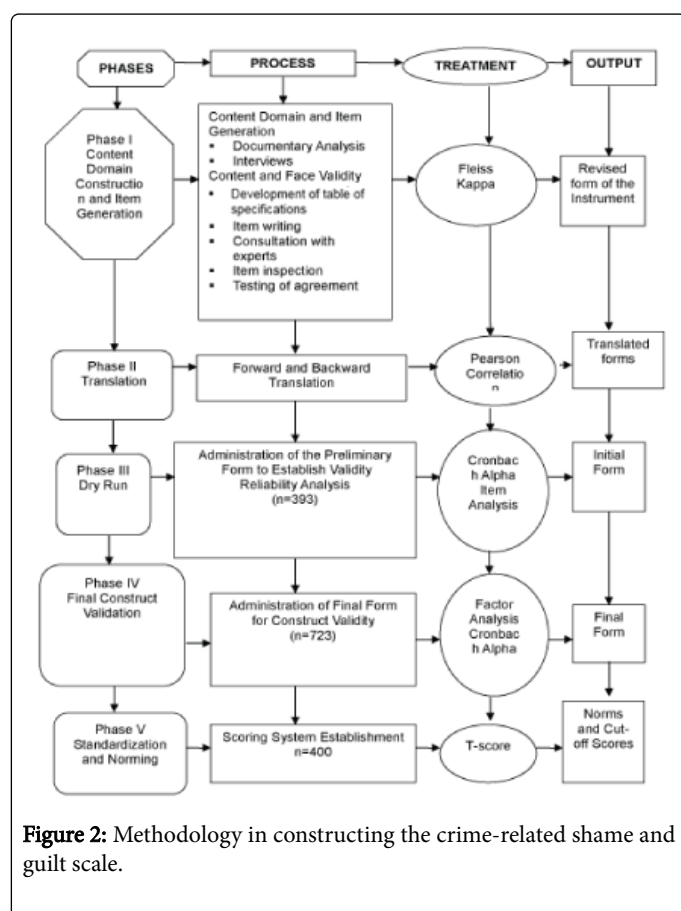 PHASES
PROCESS
TREATMENT
OUTPUT
Phase I
Content
Domain
Constructio
n and Item
Generation
Content Domain and Item
Generation
▪ Documentary Analysis
▪ Interviews
Content and Face Validity
▪ Development of table of
specifications
▪ Item writing
▪ Consultation with
experts
▪ Item inspection
▪ Testing of agreement
Fleiss
Kappa
Revised
form of the
Instrument
Phase II
Translation
Forward and Backward
Translation
Pearson
Correlatio
n
Translated
forms
Phase III
Dry Run
Administration of the Preliminary
Form to Establish Validity
Reliability Analysis
(n=393)
Cronbac
h Alpha
Item
Analysis
Initial
Form
Phase IV
Final Construct
Validation
Administration of Final Form
for Construct Validity
(n=723)
Factor
Analysis
Cronbac
h Alpha
Final
Form
Phase V
Standardization
and Norming
Scoring System Establishment
n=400
T-score
Norms
and Cut-
off Scores
Figure 2: Methodology in constructing the crime-related shame and
guilt scale.